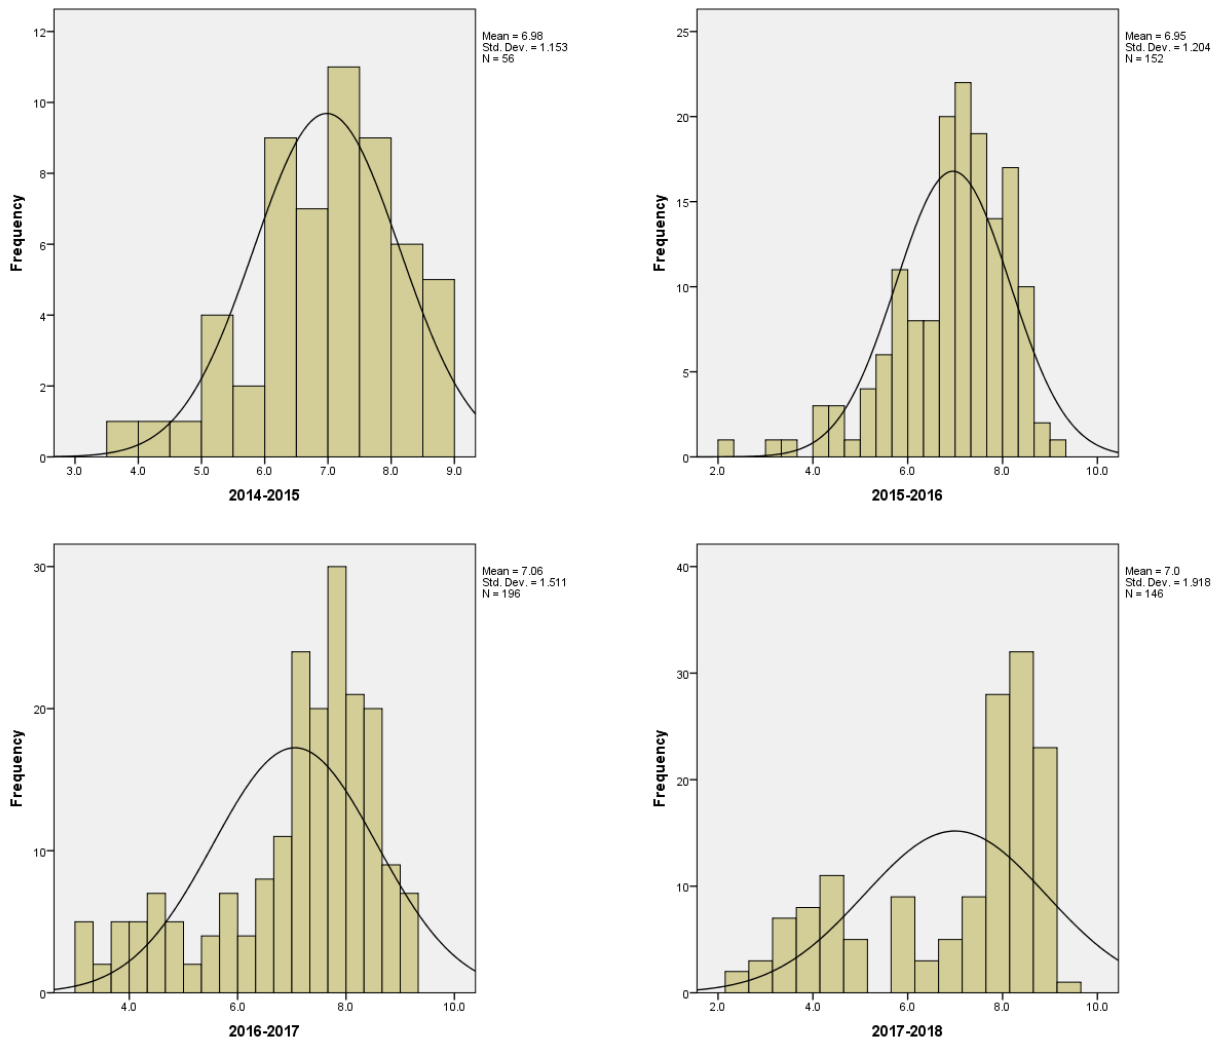 12
10
8
6
4
2
0
Frequency
3.0 4.0 5.0 6.0 7.0 8.0 9.0
2014-2015
Mean = 6.98
Std. Dev. = 1.153
N = 56
25
20
15
10
5
0
Frequency
2.0 4.0 6.0 8.0 10.0
2015-2016
Mean = 6.95
Std. Dev. = 1.204
N = 152
30
20
10
0
Frequency
4.0 6.0 8.0 10.0
2016-2017
Mean = 7.06
Std. Dev. = 1.511
N = 196
40
30
20
10
0
Frequency
2.0 4.0 6.0 8.0 10.0
2017-2018
Mean = 7.0
Std. Dev. = 1.918
N = 146